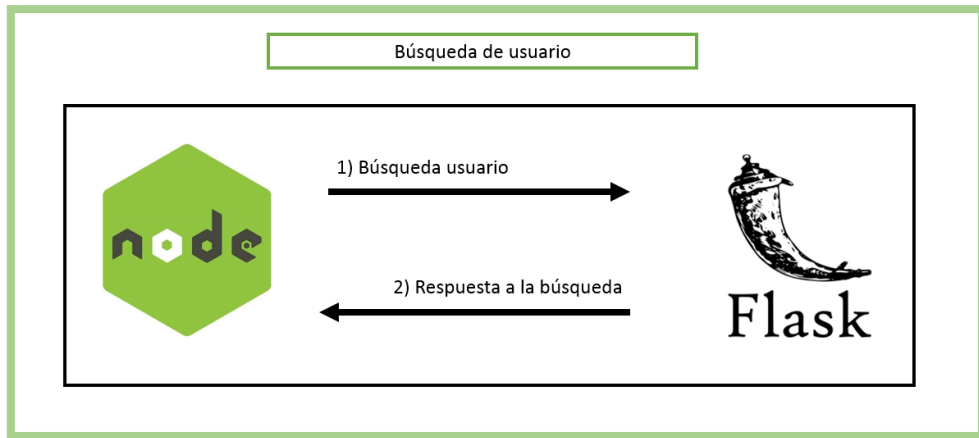 Búsqueda de usuario
1) Búsqueda usuario
node
2) Respuesta a la búsqueda
Flask